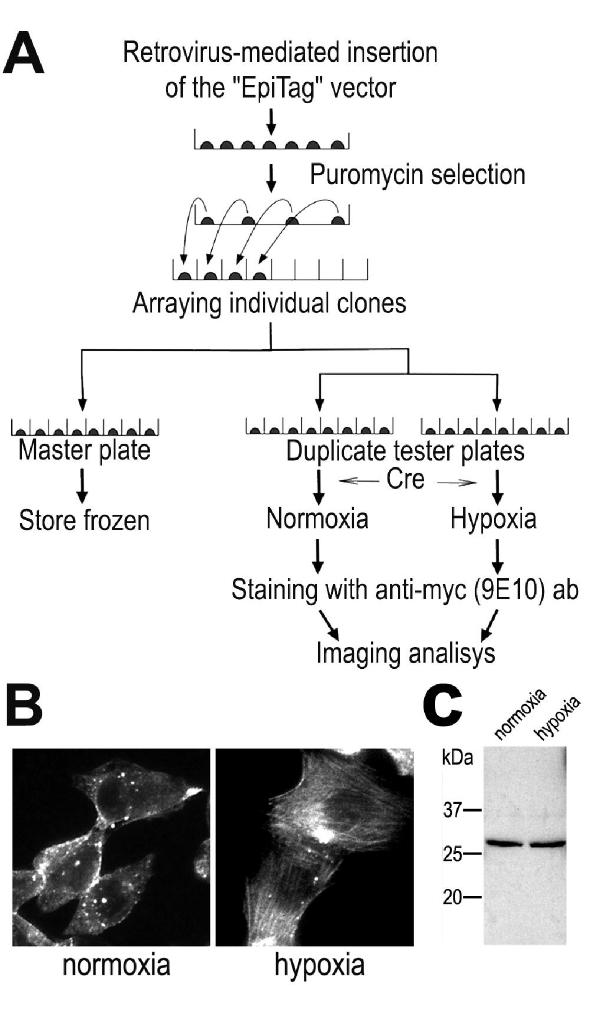 A
Retrovirus-mediated insertion
of the "EpiTag" vector
Puromycin selection
Arraying individual clones
Master plate
Duplicate tester plates
Cre
Store frozen
Normoxia
Hypoxia
Staining with anti-myc (9E10) ab
Imaging analisys
B
normoxia
hypoxia
C
normoxia
hypoxia
kDa
37
25
20